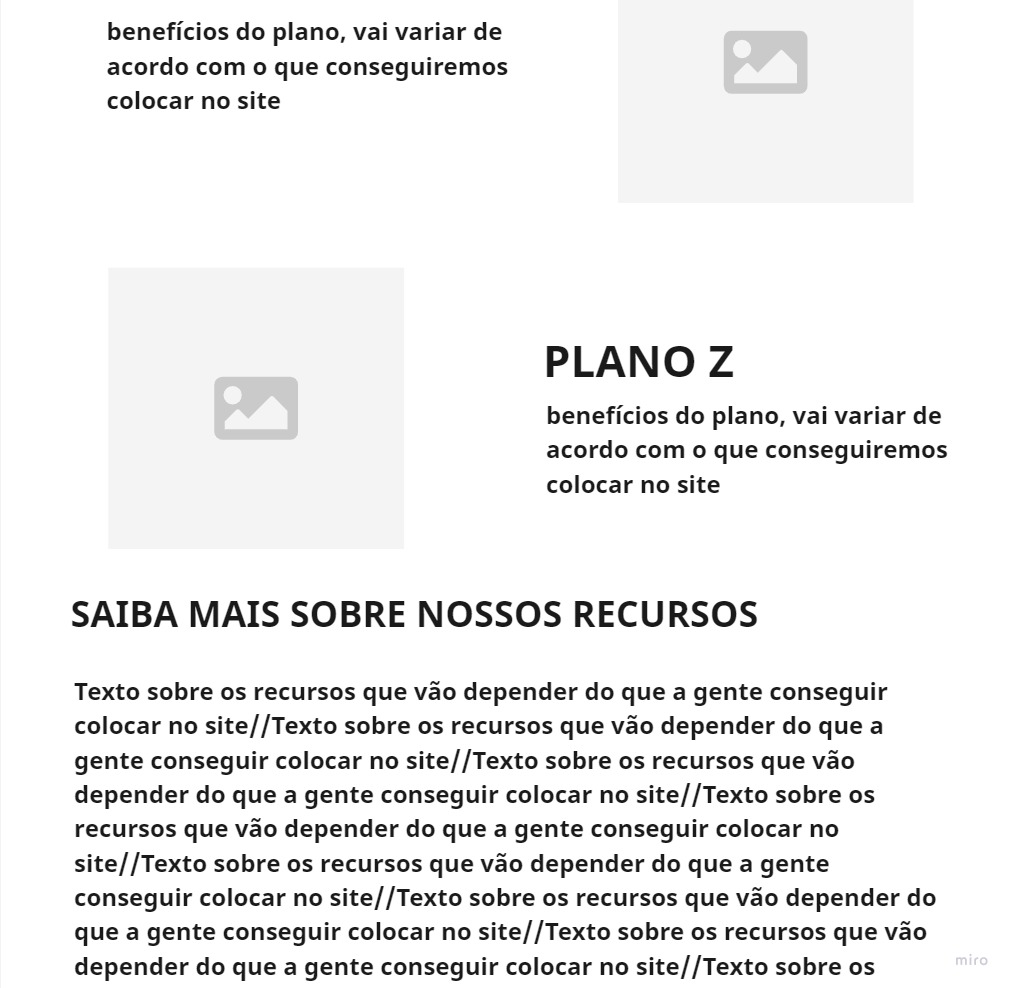 benefícios do plano, vai variar de
acordo com o que conseguiremos
colocar no site
PLANO Z
benefícios do plano, vai variar de
acordo com o que conseguiremos
colocar no site
SAIBA MAIS SOBRE NOSSOS RECURSOS
Texto sobre os recursos que vão depender do que a gente conseguir
colocar no site//Texto sobre os recursos que vão depender do que a
gente conseguir colocar no site//Texto sobre os recursos que vão
depender do que a gente conseguir colocar no site//Texto sobre os
recursos que vão depender do que a gente conseguir colocar no
site//Texto sobre os recursos que vão depender do que a gente
conseguir colocar no site//Texto sobre os recursos que vão depender do
que a gente conseguir colocar no site//Texto sobre os recursos que vão
depender do que a gente conseguir colocar no site//Texto sobre os
miro